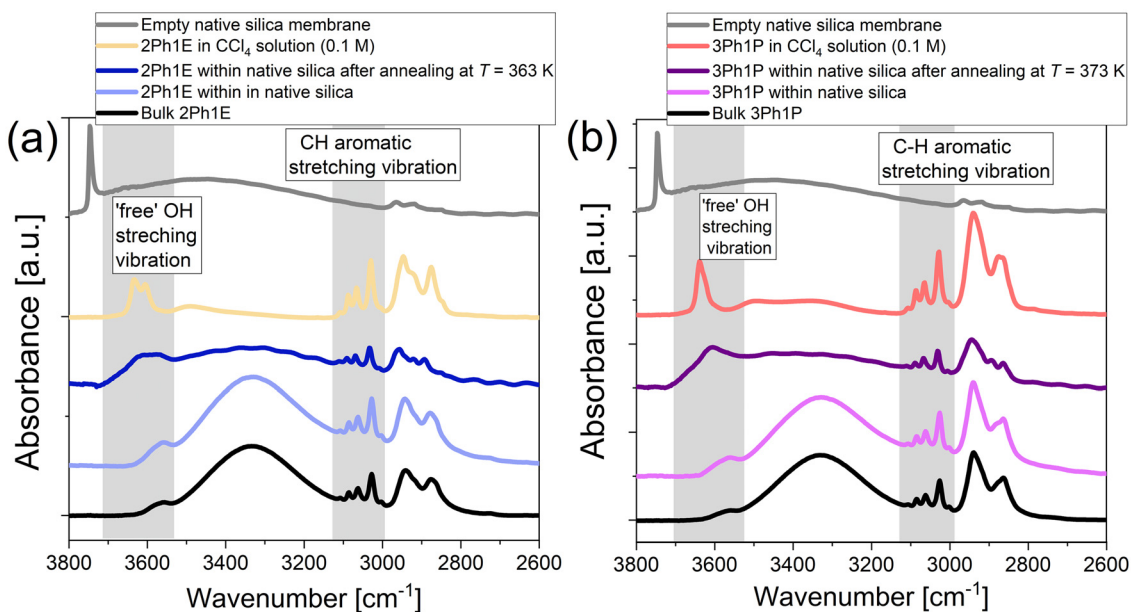 Empty native silica membrane
2Ph1E in CCl₄ solution (0.1 M)
2Ph1E within native silica after annealing at T = 363 K
2Ph1E within in native silica
Bulk 2Ph1E
(a)
CH aromatic
stretching vibration
'free' OH
streching
vibration
Absorbance [a.u.]
3800 3600 3400 3200 3000 2800 2600
Wavenumber [cm⁻¹]
Empty native silica membrane
3Ph1P in CCl₄ solution (0.1 M)
3Ph1P within native silica after annealing at T = 373 K
3Ph1P within native silica
Bulk 3Ph1P
(b)
C-H aromatic
stretching vibration
'free' OH
streching
vibration
Absorbance [a.u.]
3800 3600 3400 3200 3000 2800 2600
Wavenumber [cm⁻¹]